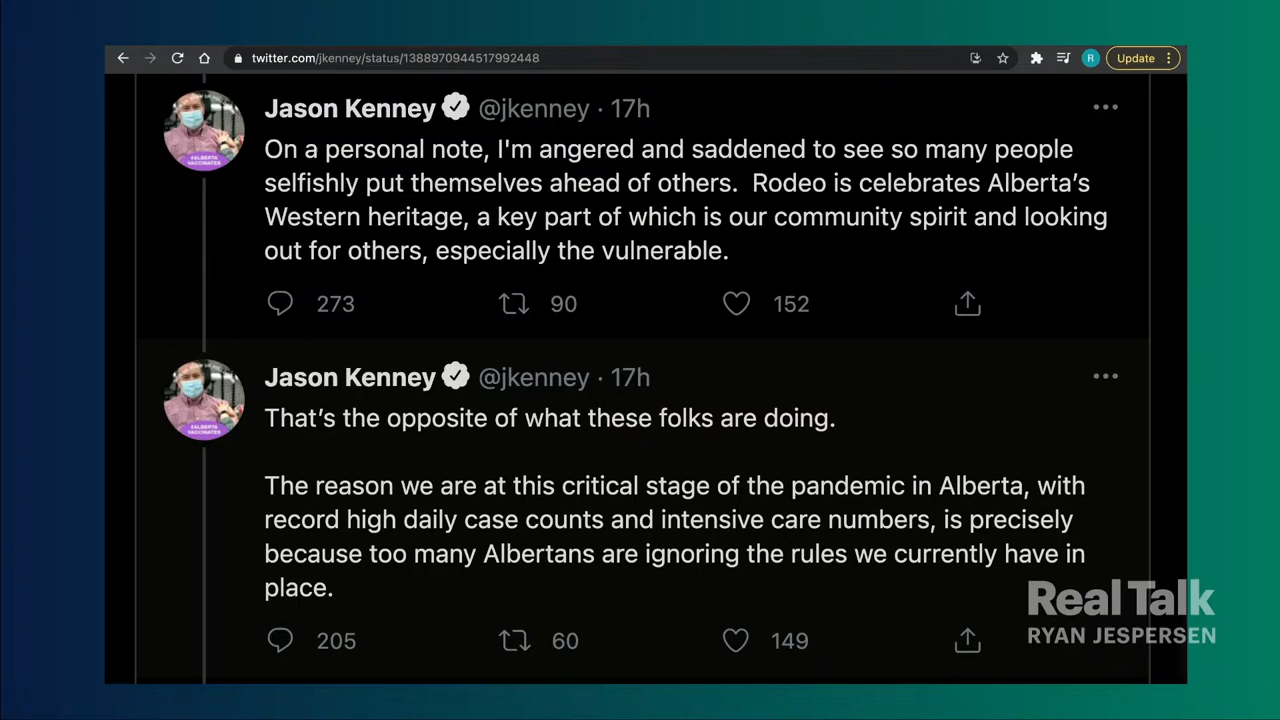 twitter.com/jkenney/status/1388970944517992448
R
Update
Jason Kenney @jkenney · 17h
On a personal note, I'm angered and saddened to see so many people
selfishly put themselves ahead of others.  Rodeo is celebrates Alberta's
Western heritage, a key part of which is our community spirit and looking
out for others, especially the vulnerable.
273 90 152
Jason Kenney @jkenney · 17h
That's the opposite of what these folks are doing.
The reason we are at this critical stage of the pandemic in Alberta, with
record high daily case counts and intensive care numbers, is precisely
because too many Albertans are ignoring the rules we currently have in
place.
205 60 149
Real Talk
RYAN JESPERSEN